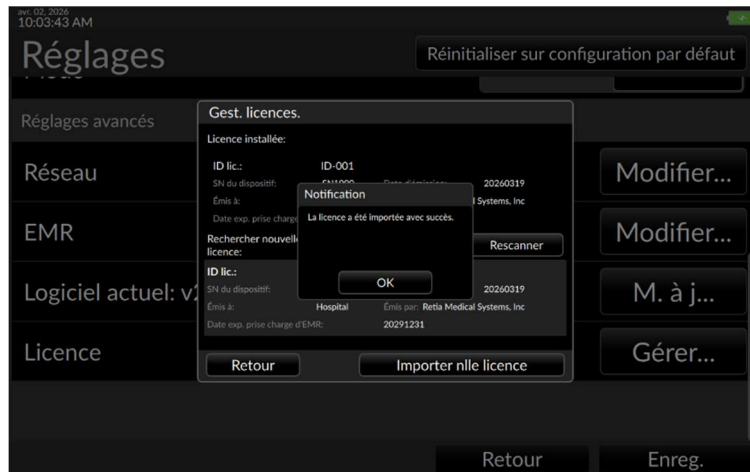 avr. 02, 2026
10:03:43 AM
Réglages
Réinitialiser sur configuration par défaut
Réglages avancés
Réseau
Modifier...
EMR
Modifier...
Logiciel actuel:
M. à j...
Licence
Gérer...
Gest. licences.
Licence installée:
ID lic.: ID-001
SN du dispositif: 20260319
Émis à: Systems, Inc
Date exp. prise
Rechercher
licence:
Rescanner
ID lic.:
SN du dispositif: 20260319
Émis à: Hospital Émis par: Retia Medical Systems, Inc
Date exp. prise charge d'EMR: 20291231
Retour
Importer nlle licence
Notification
La licence a été importée avec succès.
OK
Retour
Enreg.